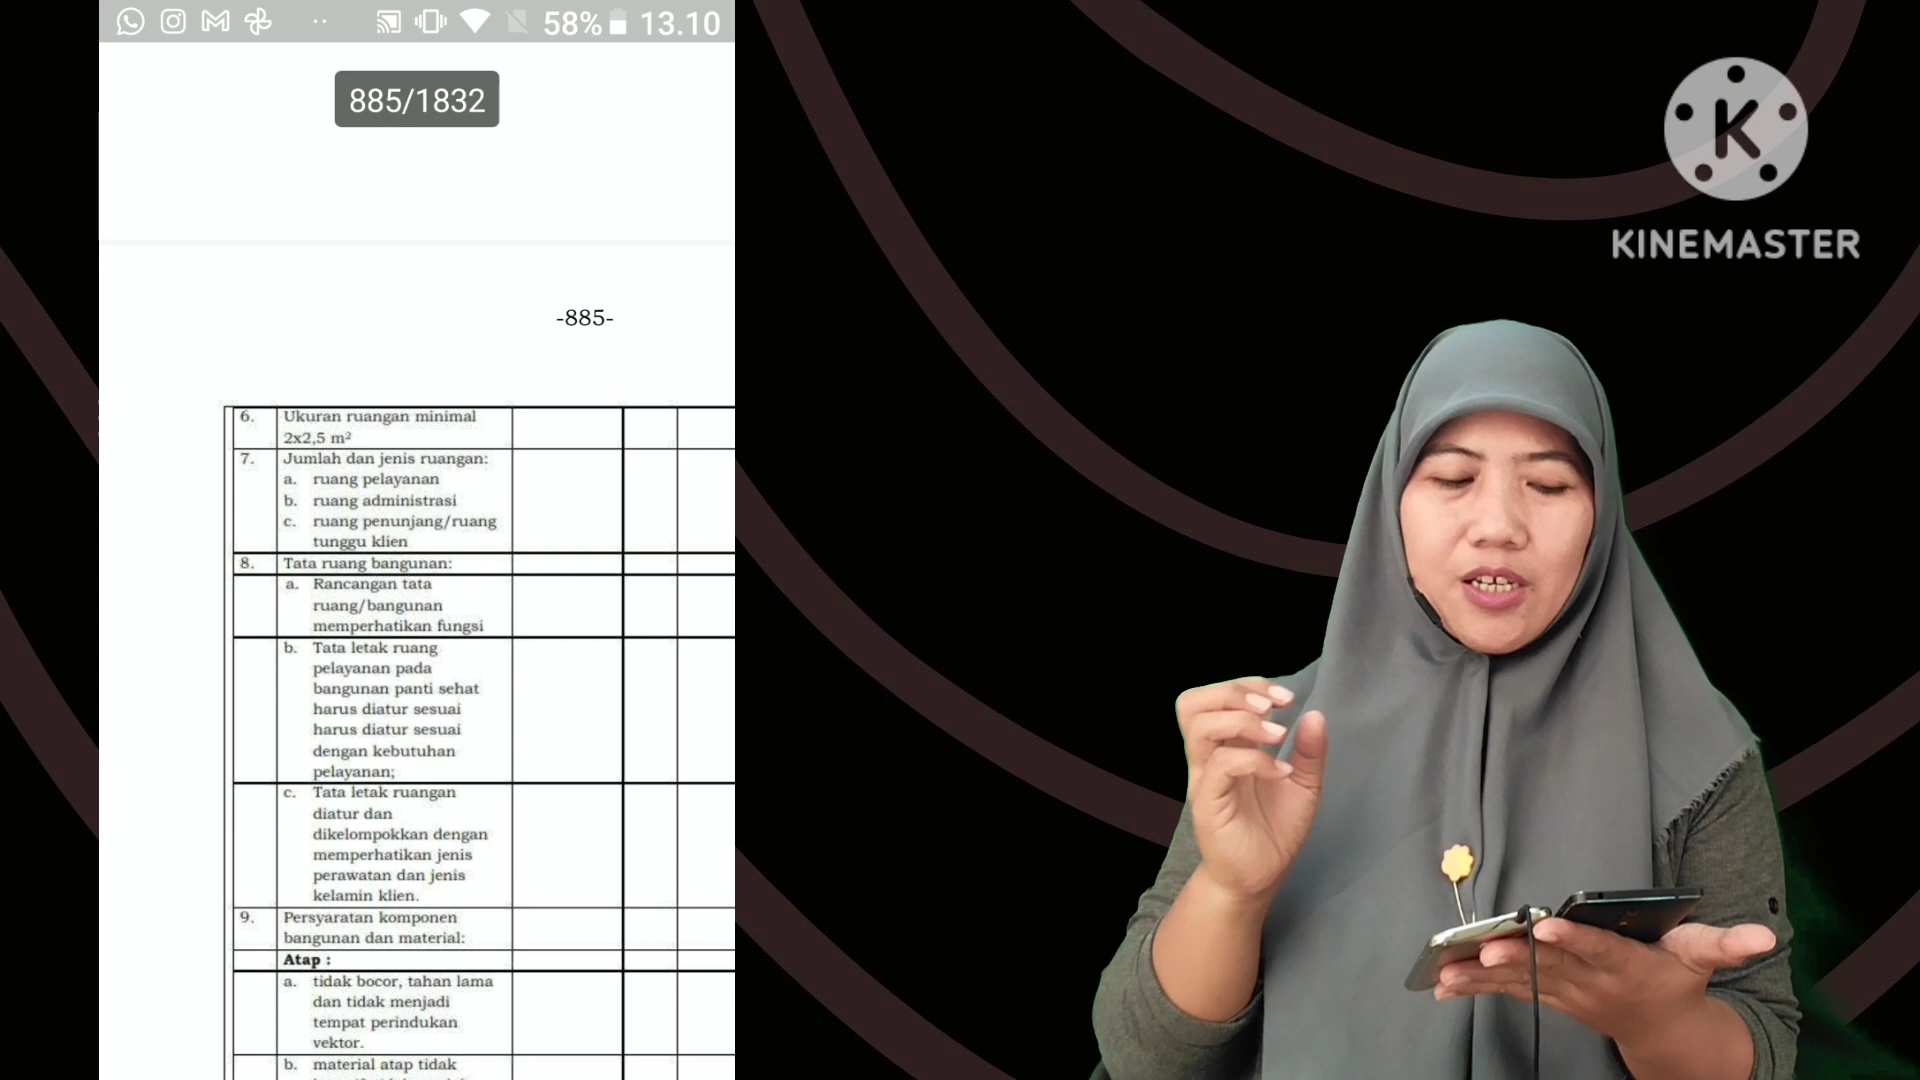 58% 13.10
885/1832
KINEMASTER
-885-
6. Ukuran ruangan minimal
2x2,5 m²
7. Jumlah dan jenis ruangan:
a. ruang pelayanan
b. ruang administrasi
c. ruang penunjang/ruang
tunggu klien
8. Tata ruang bangunan:
a. Rancangan tata
ruang/bangunan
memperhatikan fungsi
b. Tata letak ruang
pelayanan pada
bangunan panti sehat
harus diatur sesuai
harus diatur sesuai
dengan kebutuhan
pelayanan;
c. Tata letak ruangan
diatur dan
dikelompokkan dengan
memperhatikan jenis
perawatan dan jenis
kelamin klien.
9. Persyaratan komponen
bangunan dan material:
Atap :
a. tidak bocor, tahan lama
dan tidak menjadi
tempat perindukan
vektor.
b. material atap tidak